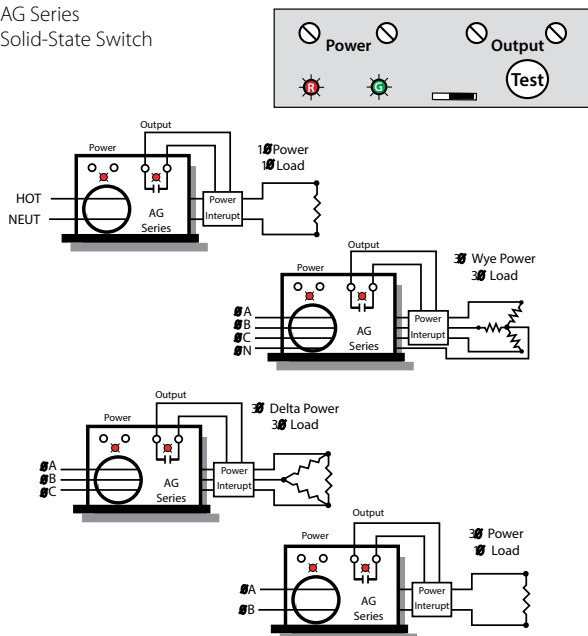 AG Series
Solid-State Switch
Power
Output
R
G
Test
Output
Power
1Ø Power
1Ø Load
HOT
NEUT
AG
Series
Power
Interupt
Output
Power
3Ø Wye Power
3Ø Load
ØA
ØB
ØC
ØN
AG
Series
Power
Interupt
Output
Power
3Ø Delta Power
3Ø Load
ØA
ØB
ØC
AG
Series
Power
Interupt
Output
Power
3Ø Power
1Ø Load
ØA
ØB
AG
Series
Power
Interupt